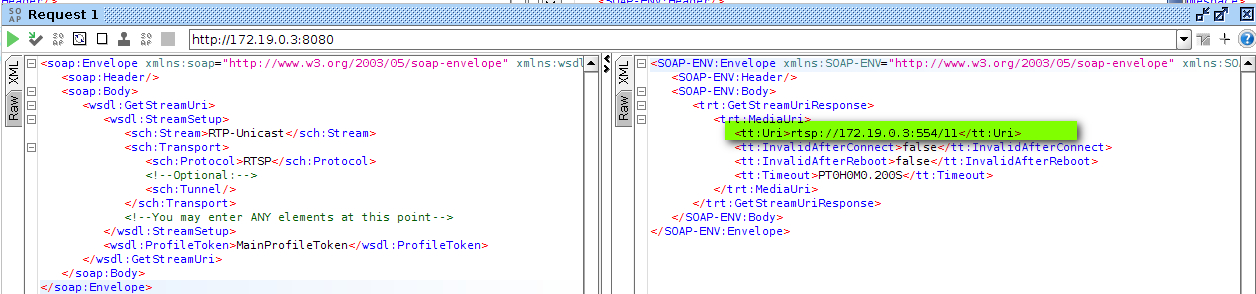 Request 1
http://172.19.0.3:8080
XML
Raw
<soap:Envelope xmlns:soap="http://www.w3.org/2003/05/soap-envelope" xmlns:wsdl
<soap:Header/>
<soap:Body>
<wsdl:GetStreamUri>
<wsdl:StreamSetup>
<sch:Stream>RTP-Unicast</sch:Stream>
<sch:Transport>
<sch:Protocol>RTSP</sch:Protocol>
<!--Optional:-->
<sch:Tunnel/>
</sch:Transport>
<!--You may enter ANY elements at this point-->
</wsdl:StreamSetup>
<wsdl:ProfileToken>MainProfileToken</wsdl:ProfileToken>
</wsdl:GetStreamUri>
</soap:Body>
</soap:Envelope>
XML
Raw
<SOAP-ENV:Envelope xmlns:SOAP-ENV="http://www.w3.org/2003/05/soap-envelope" xmlns:SO
<SOAP-ENV:Header/>
<SOAP-ENV:Body>
<trt:GetStreamUriResponse>
<trt:MediaUri>
<tt:Uri>rtsp://172.19.0.3:554/11</tt:Uri>
<tt:InvalidAfterConnect>false</tt:InvalidAfterConnect>
<tt:InvalidAfterReboot>false</tt:InvalidAfterReboot>
<tt:Timeout>PT0H0M0.200S</tt:Timeout>
</trt:MediaUri>
</trt:GetStreamUriResponse>
</SOAP-ENV:Body>
</SOAP-ENV:Envelope>